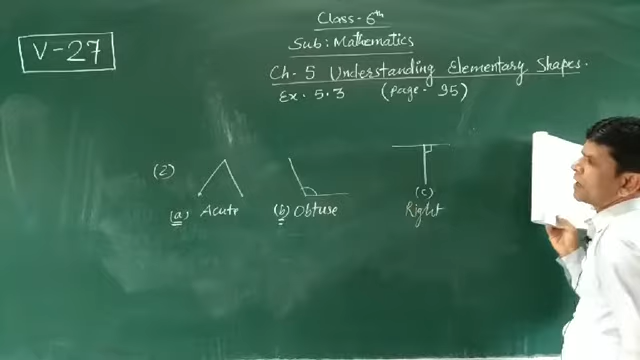 Class-6th
V-27
Sub: Mathematics
Ch-5 Understanding Elementary Shapes.
Ex. 5.3 (page- 95)
(2)
(a) Acute
(b) Obtuse
(c)
Right